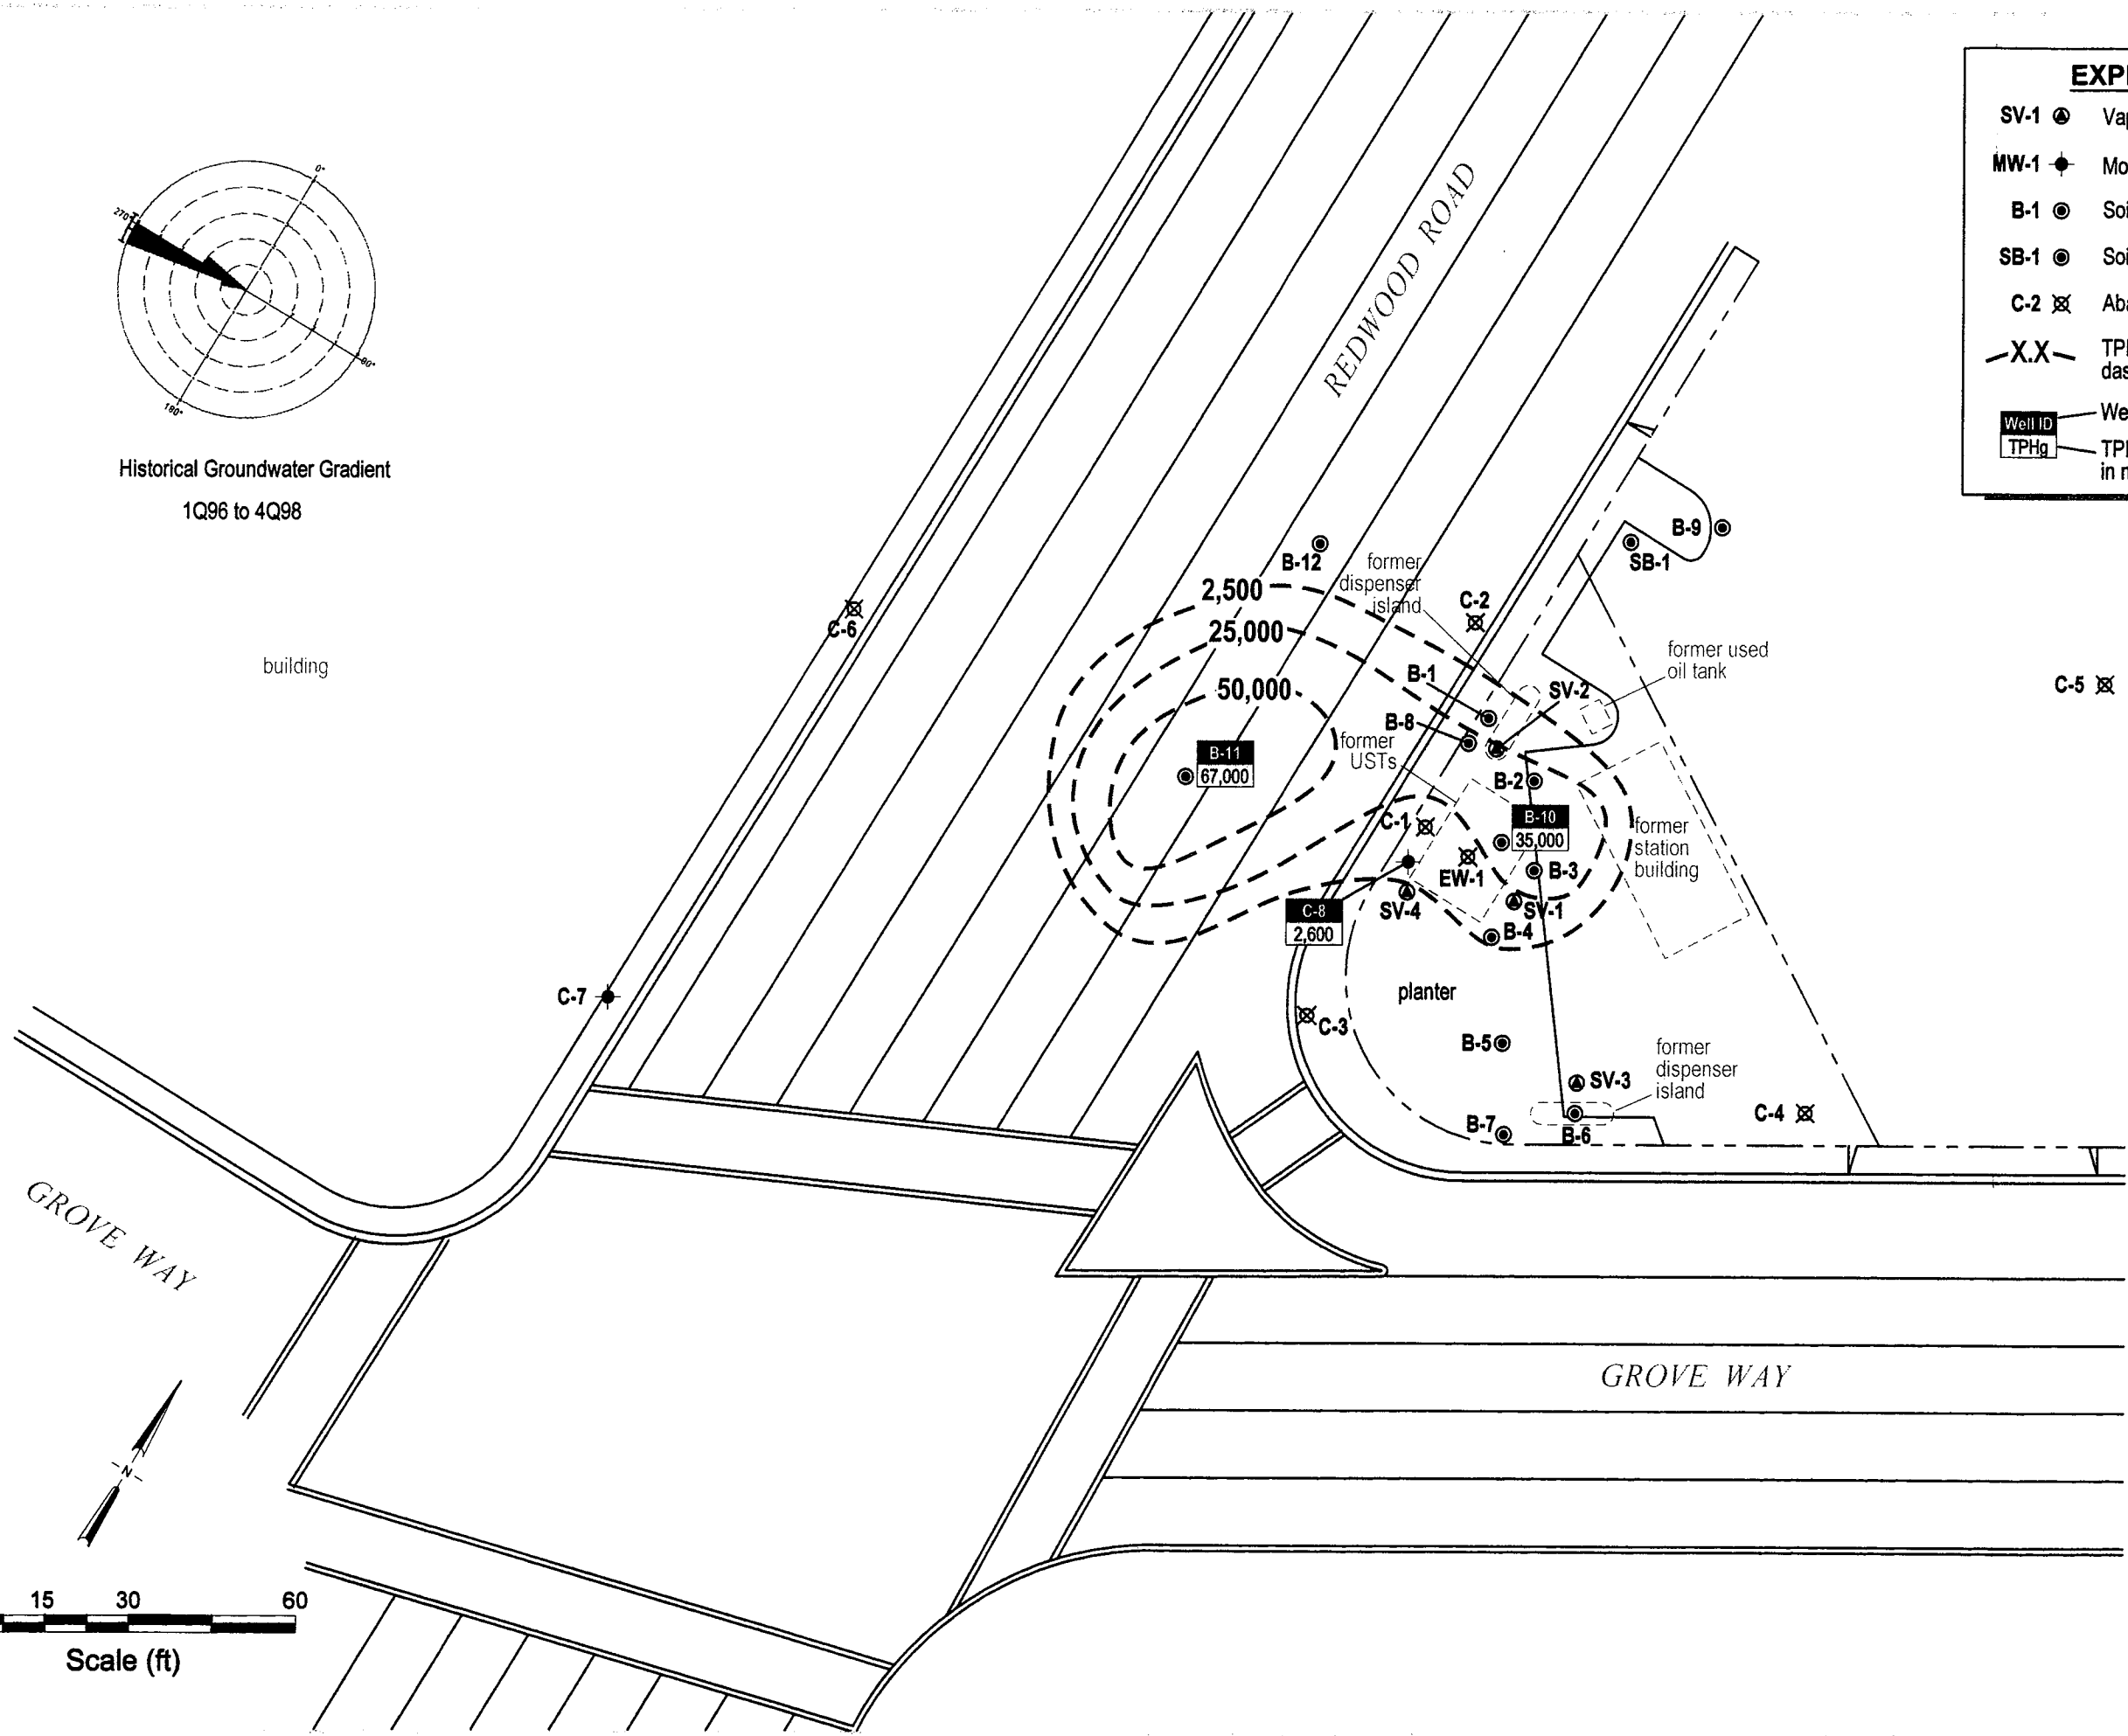 EXP
SV-1
Va
MW-1
Mo
B-1
Soi
SB-1
Soi
C-2
Aba
X.X
TP
das
Well ID
We
TPHg
TP
in
0°
270°
90°
180°
Historical Groundwater Gradient
1Q96 to 4Q98
REDWOOD ROAD
B-9
SB-1
B-12
former
dispenser
island
2,500
C-2
C-6
25,000
building
former used
oil tank
B-1
50,000
SV-2
C-5
B-8
former
USTs
B-11
67,000
B-2
C-1
B-10
35,000
former
station
building
EW-1
B-3
SV-4
SV-1
C-8
2,600
B-4
C-7
planter
C-3
B-5
former
dispenser
island
SV-3
C-4
B-7
B-6
GROVE WAY
GROVE WAY
N
15 30 60
Scale (ft)